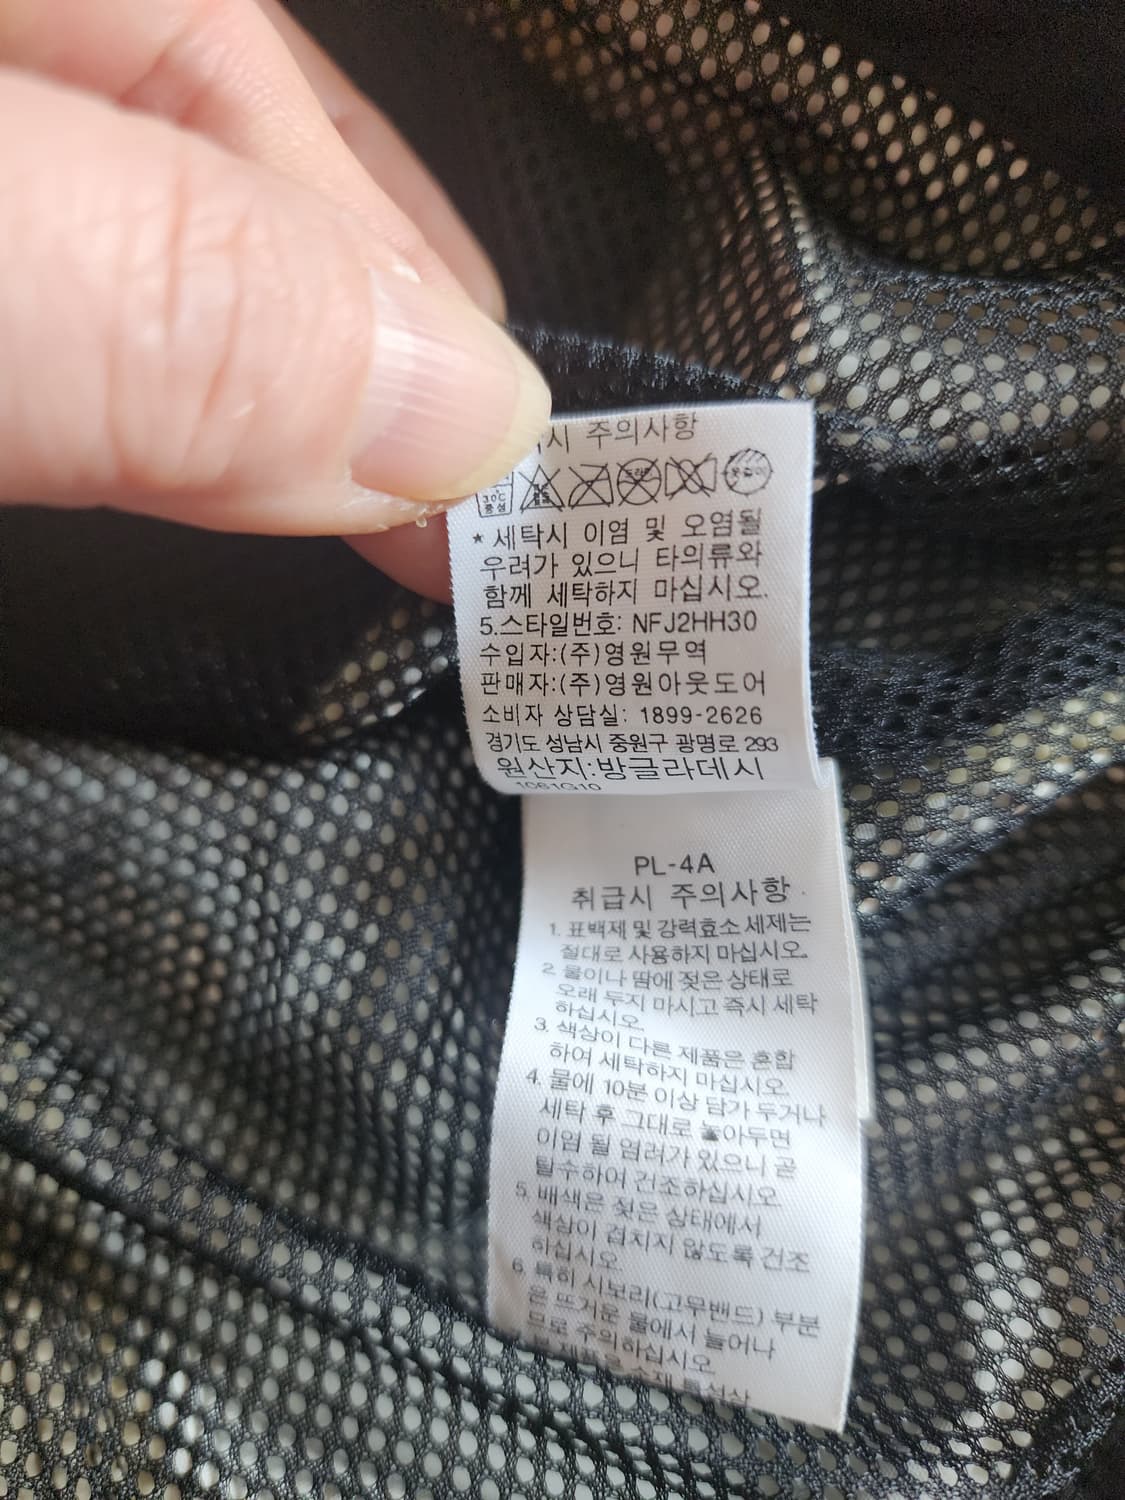 시 주의사항
30℃
중성
드라이
옷걸이
* 세탁시 이염 및 오염될
우려가 있으니 타의류와
함께 세탁하지 마십시오.
5.스타일번호: NFJ2HH30
수입자:(주)영원무역
판매자:(주)영원아웃도어
소비자 상담실: 1899-2626
경기도 성남시 중원구 광명로 293
원산지:방글라데시
1061G10
PL-4A
취급시 주의사항
1. 표백제 및 강력효소 세제는
절대로 사용하지 마십시오.
2. 물이나 땀에 젖은 상태로
오래 두지 마시고 즉시 세탁
하십시오.
3. 색상이 다른 제품은 혼합
하여 세탁하지 마십시오
4. 물에 10분 이상 담가 두거나
세탁 후 그대로 놓아두면
이염 될 염려가 있으니 곧
탈수하여 건조하십시오
5. 배색은 젖은 상태에서
색상이 겹치지 않도록 건조
하십시오.
6. 특히 시보리(고무밴드) 부분
은 뜨거운 물에서 늘어나
므로 주의하십시오
특성상